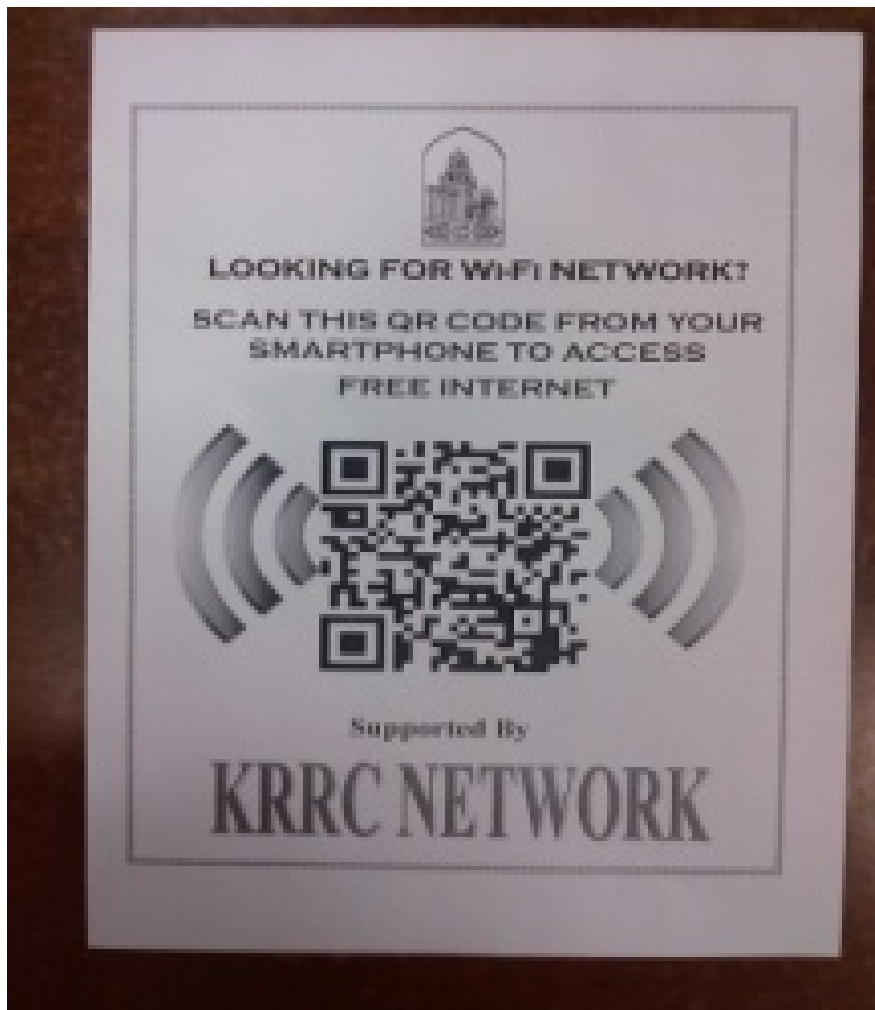 LOOKING FOR Wi-Fi NETWORK?
SCAN THIS QR CODE FROM YOUR
SMARTPHONE TO ACCESS
FREE INTERNET
Supported By
KRRC NETWORK